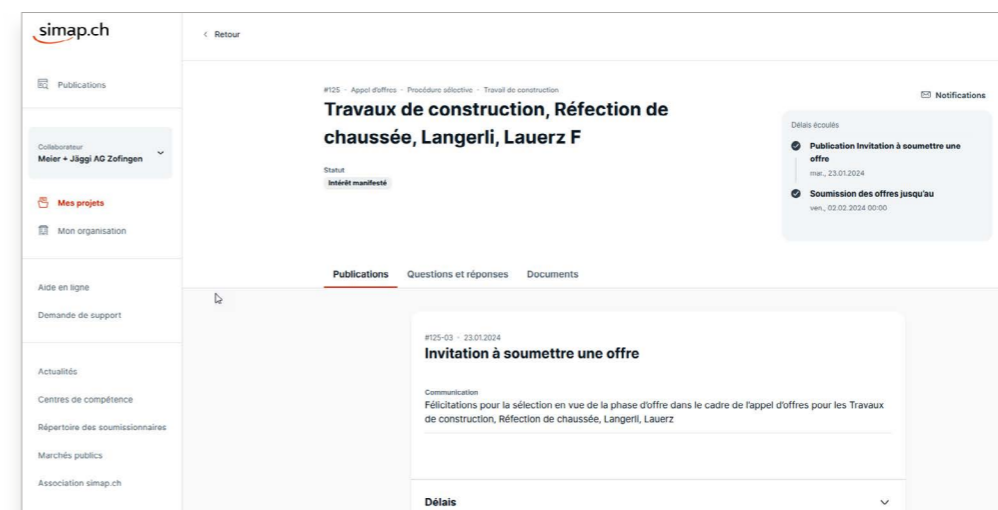 simap.ch
Retour
Publications
Collaborateur
Meier + Jäggi AG Zofingen
Mes projets
Mon organisation
Aide en ligne
Demande de support
Actualités
Centres de compétence
Répertoire des soumissionnaires
Marchés publics
Association simap.ch
#125 · Appel d'offres · Procédure sélective · Travail de construction
Travaux de construction, Réfection de
chaussée, Langerli, Lauerz F
Statut
Intérêt manifesté
Notifications
Délais écoulés
Publication Invitation à soumettre une
offre
mar., 23.01.2024
Soumission des offres jusqu'au
ven., 02.02.2024 00:00
Publications Questions et réponses Documents
#125-03 · 23.01.2024
Invitation à soumettre une offre
Communication
Félicitations pour la sélection en vue de la phase d'offre dans le cadre de l'appel d'offres pour les Travaux
de construction, Réfection de chaussée, Langerli, Lauerz
Délais